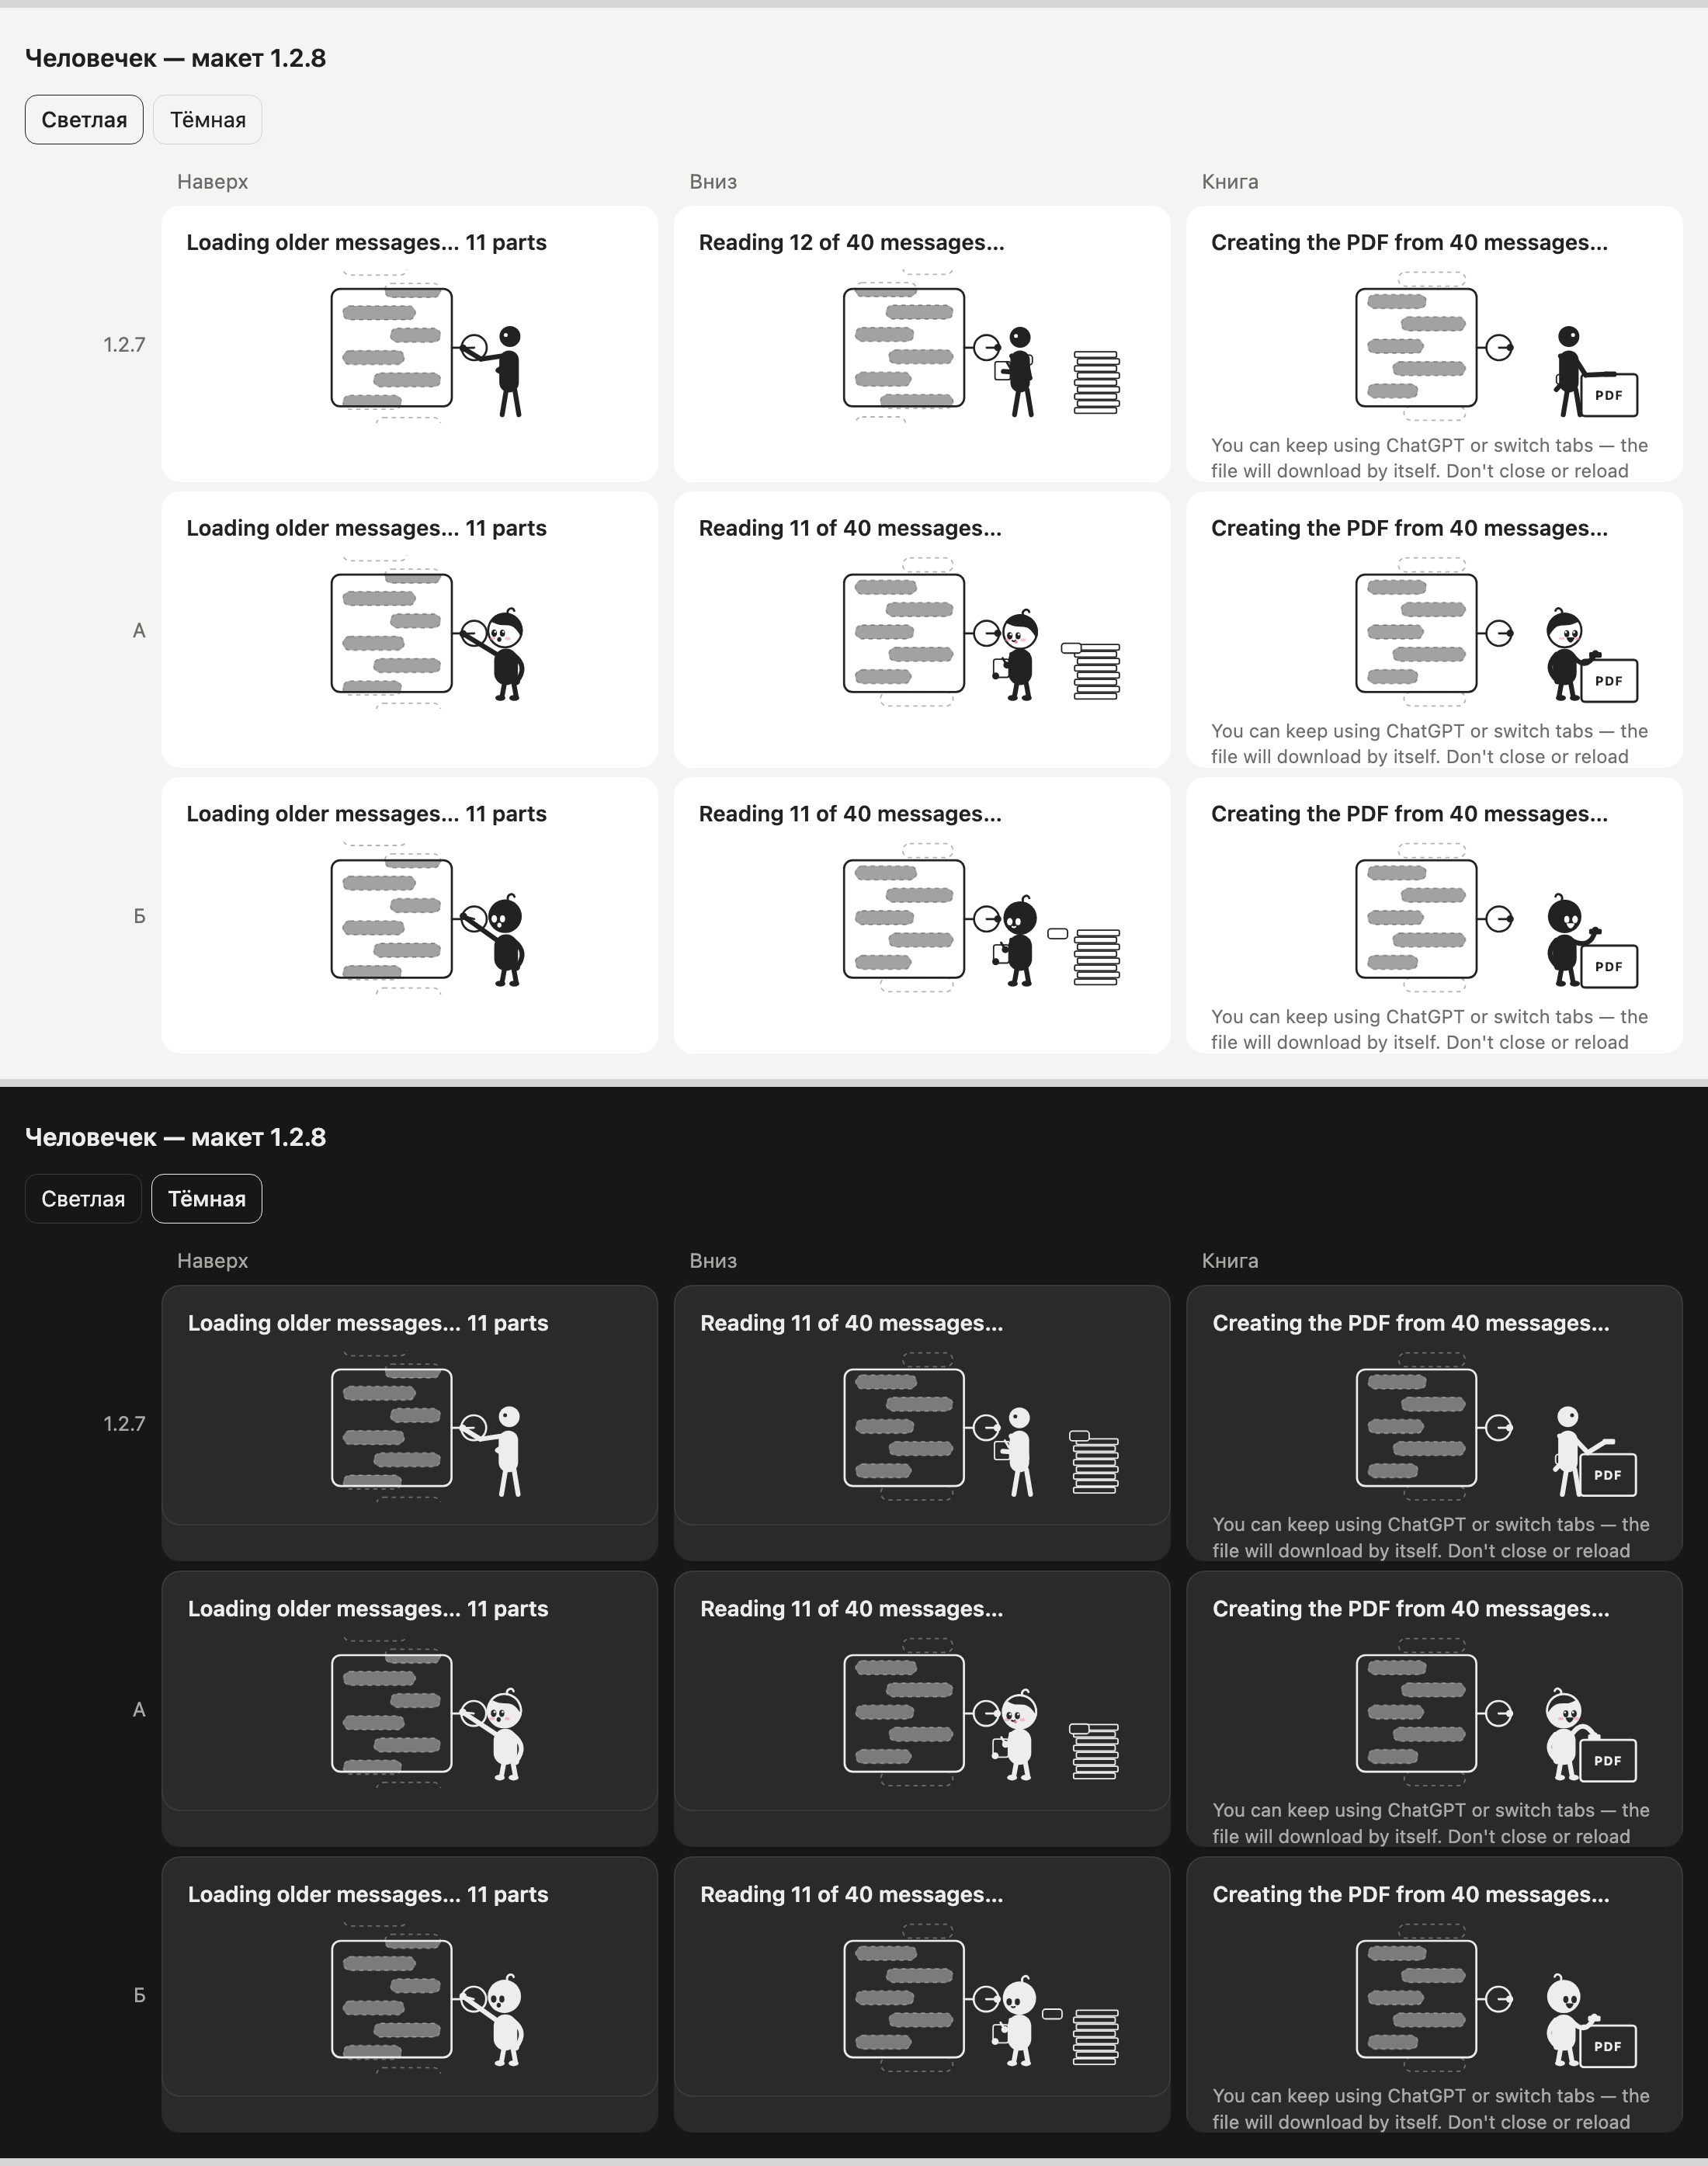 Человечек — макет 1.2.8
Светлая Тёмная
Наверх Вниз Книга
1.2.7
Loading older messages... 11 parts
Reading 12 of 40 messages...
Creating the PDF from 40 messages...
PDF
You can keep using ChatGPT or switch tabs — the
file will download by itself. Don't close or reload
А
Loading older messages... 11 parts
Reading 11 of 40 messages...
Creating the PDF from 40 messages...
PDF
You can keep using ChatGPT or switch tabs — the
file will download by itself. Don't close or reload
Б
Loading older messages... 11 parts
Reading 11 of 40 messages...
Creating the PDF from 40 messages...
PDF
You can keep using ChatGPT or switch tabs — the
file will download by itself. Don't close or reload
Человечек — макет 1.2.8
Светлая Тёмная
Наверх Вниз Книга
1.2.7
Loading older messages... 11 parts
Reading 11 of 40 messages...
Creating the PDF from 40 messages...
PDF
You can keep using ChatGPT or switch tabs — the
file will download by itself. Don't close or reload
А
Loading older messages... 11 parts
Reading 11 of 40 messages...
Creating the PDF from 40 messages...
PDF
You can keep using ChatGPT or switch tabs — the
file will download by itself. Don't close or reload
Б
Loading older messages... 11 parts
Reading 11 of 40 messages...
Creating the PDF from 40 messages...
PDF
You can keep using ChatGPT or switch tabs — the
file will download by itself. Don't close or reload